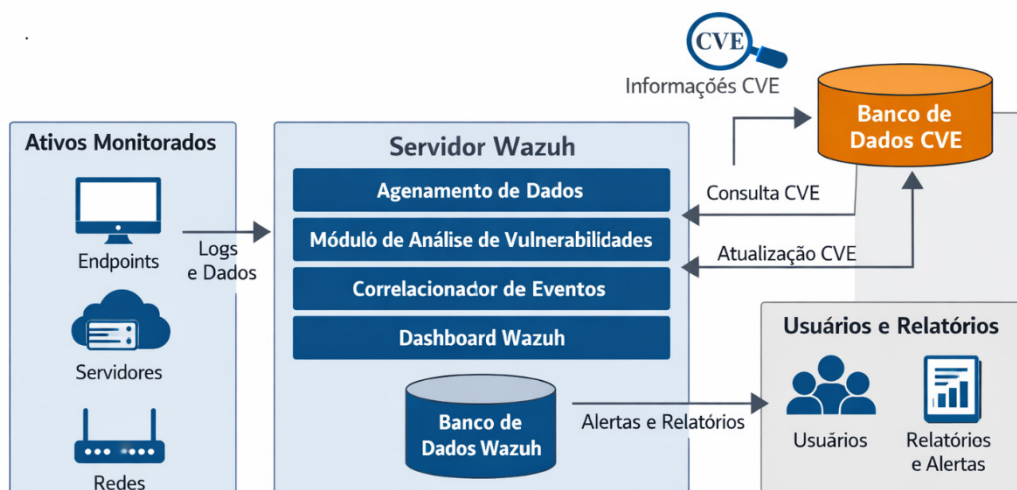 CVE
Informações CVE
Banco de
Dados CVE
Ativos Monitorados
Endpoints
Servidores
Redes
Logs
e Dados
Servidor Wazuh
Agenamento de Dados
Módulo de Análise de Vulnerabilidades
Correlacionador de Eventos
Dashboard Wazuh
Banco de
Dados Wazuh
Consulta CVE
Atualização CVE
Alertas e Relatórios
Usuários e Relatórios
Usuários
Relatórios
e Alertas